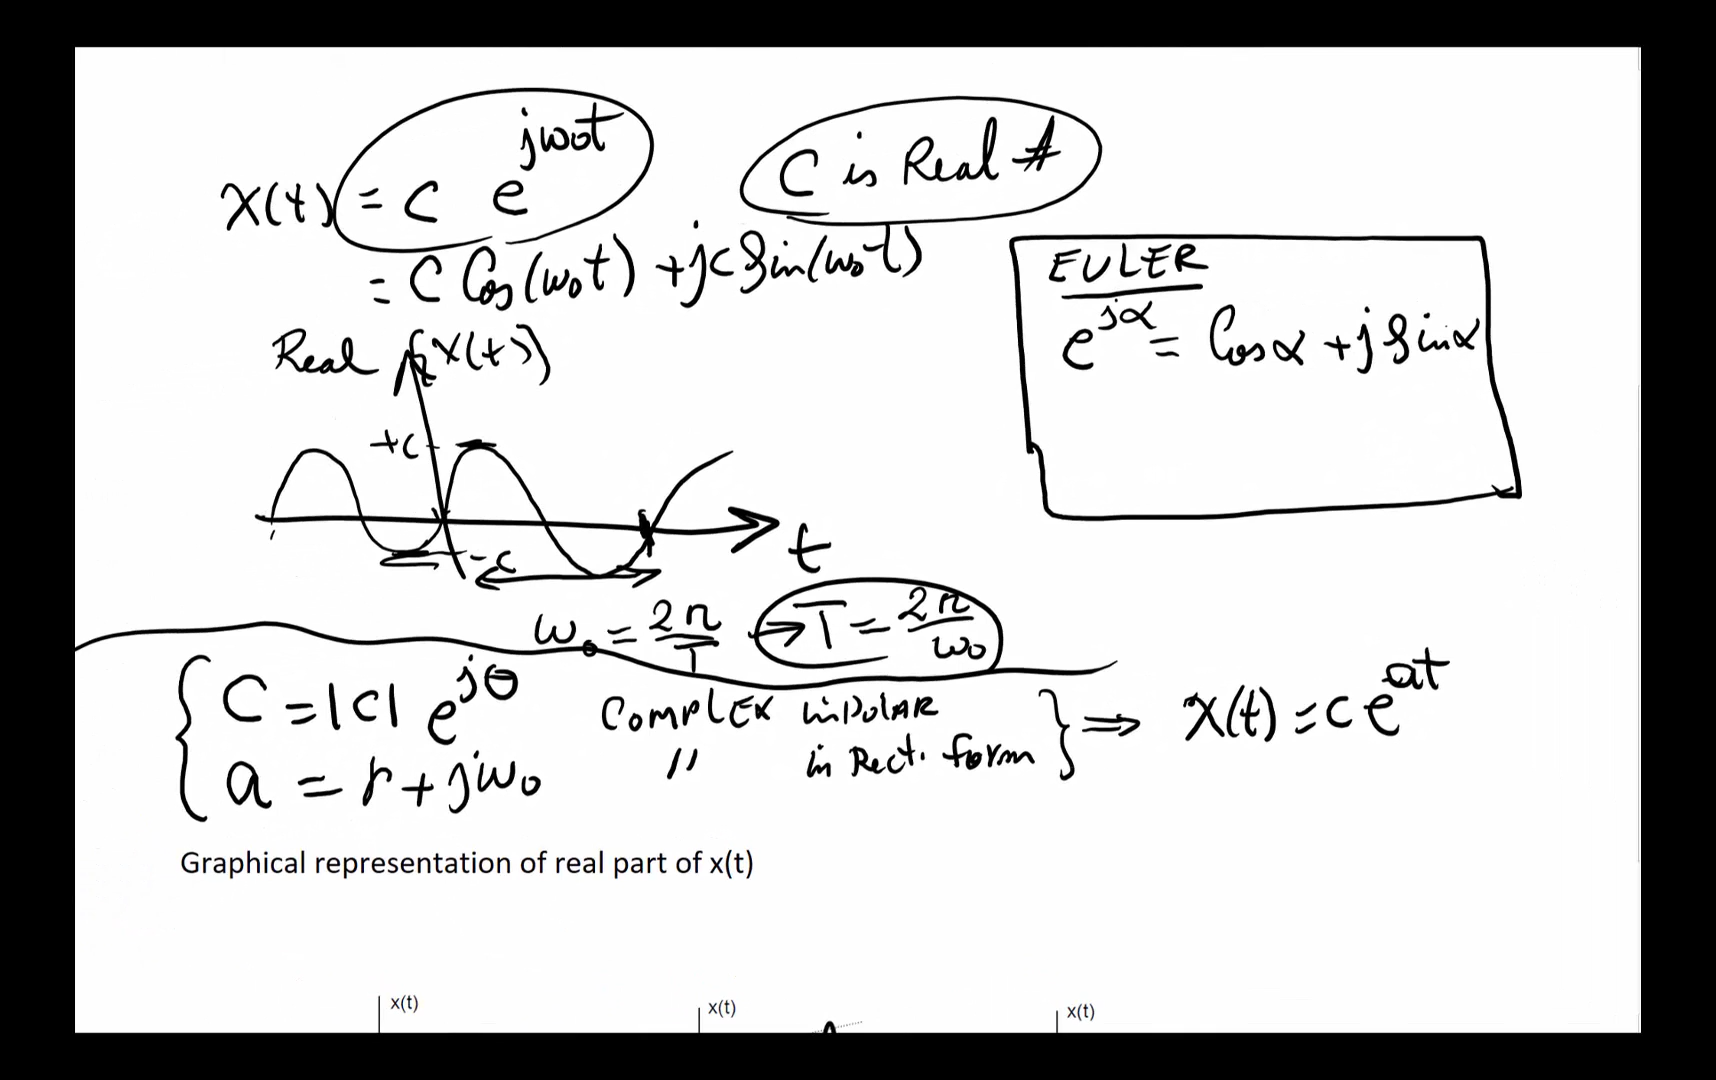 x(t) = c e^jω₀t
C is Real #
= C Cos(ω₀t) + jc Sin(ω₀t)
EULER
e^jα = Cosα + j Sinα
Real {x(t)}
+c
-c
t
ω₀ = 2π/T → T = 2π/ω₀
C = |c| e^jθ COMPLEX in POLAR
a = r + jω₀ " in Rect. form
⇒ x(t) = c e^at
Graphical representation of real part of x(t)
x(t) x(t) x(t)